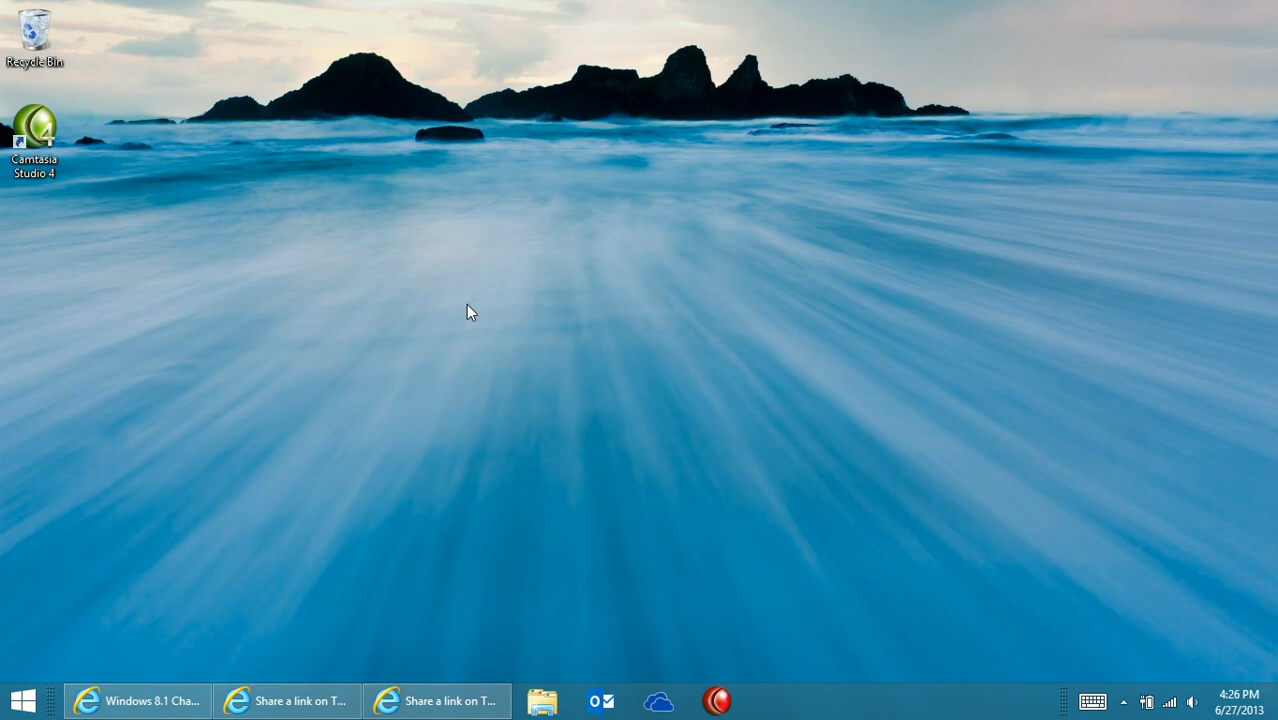 Recycle Bin
4
Camtasia
Studio 4
Windows 8.1 Cha...
Share a link on T...
Share a link on T...
O
4:26 PM
6/27/2013